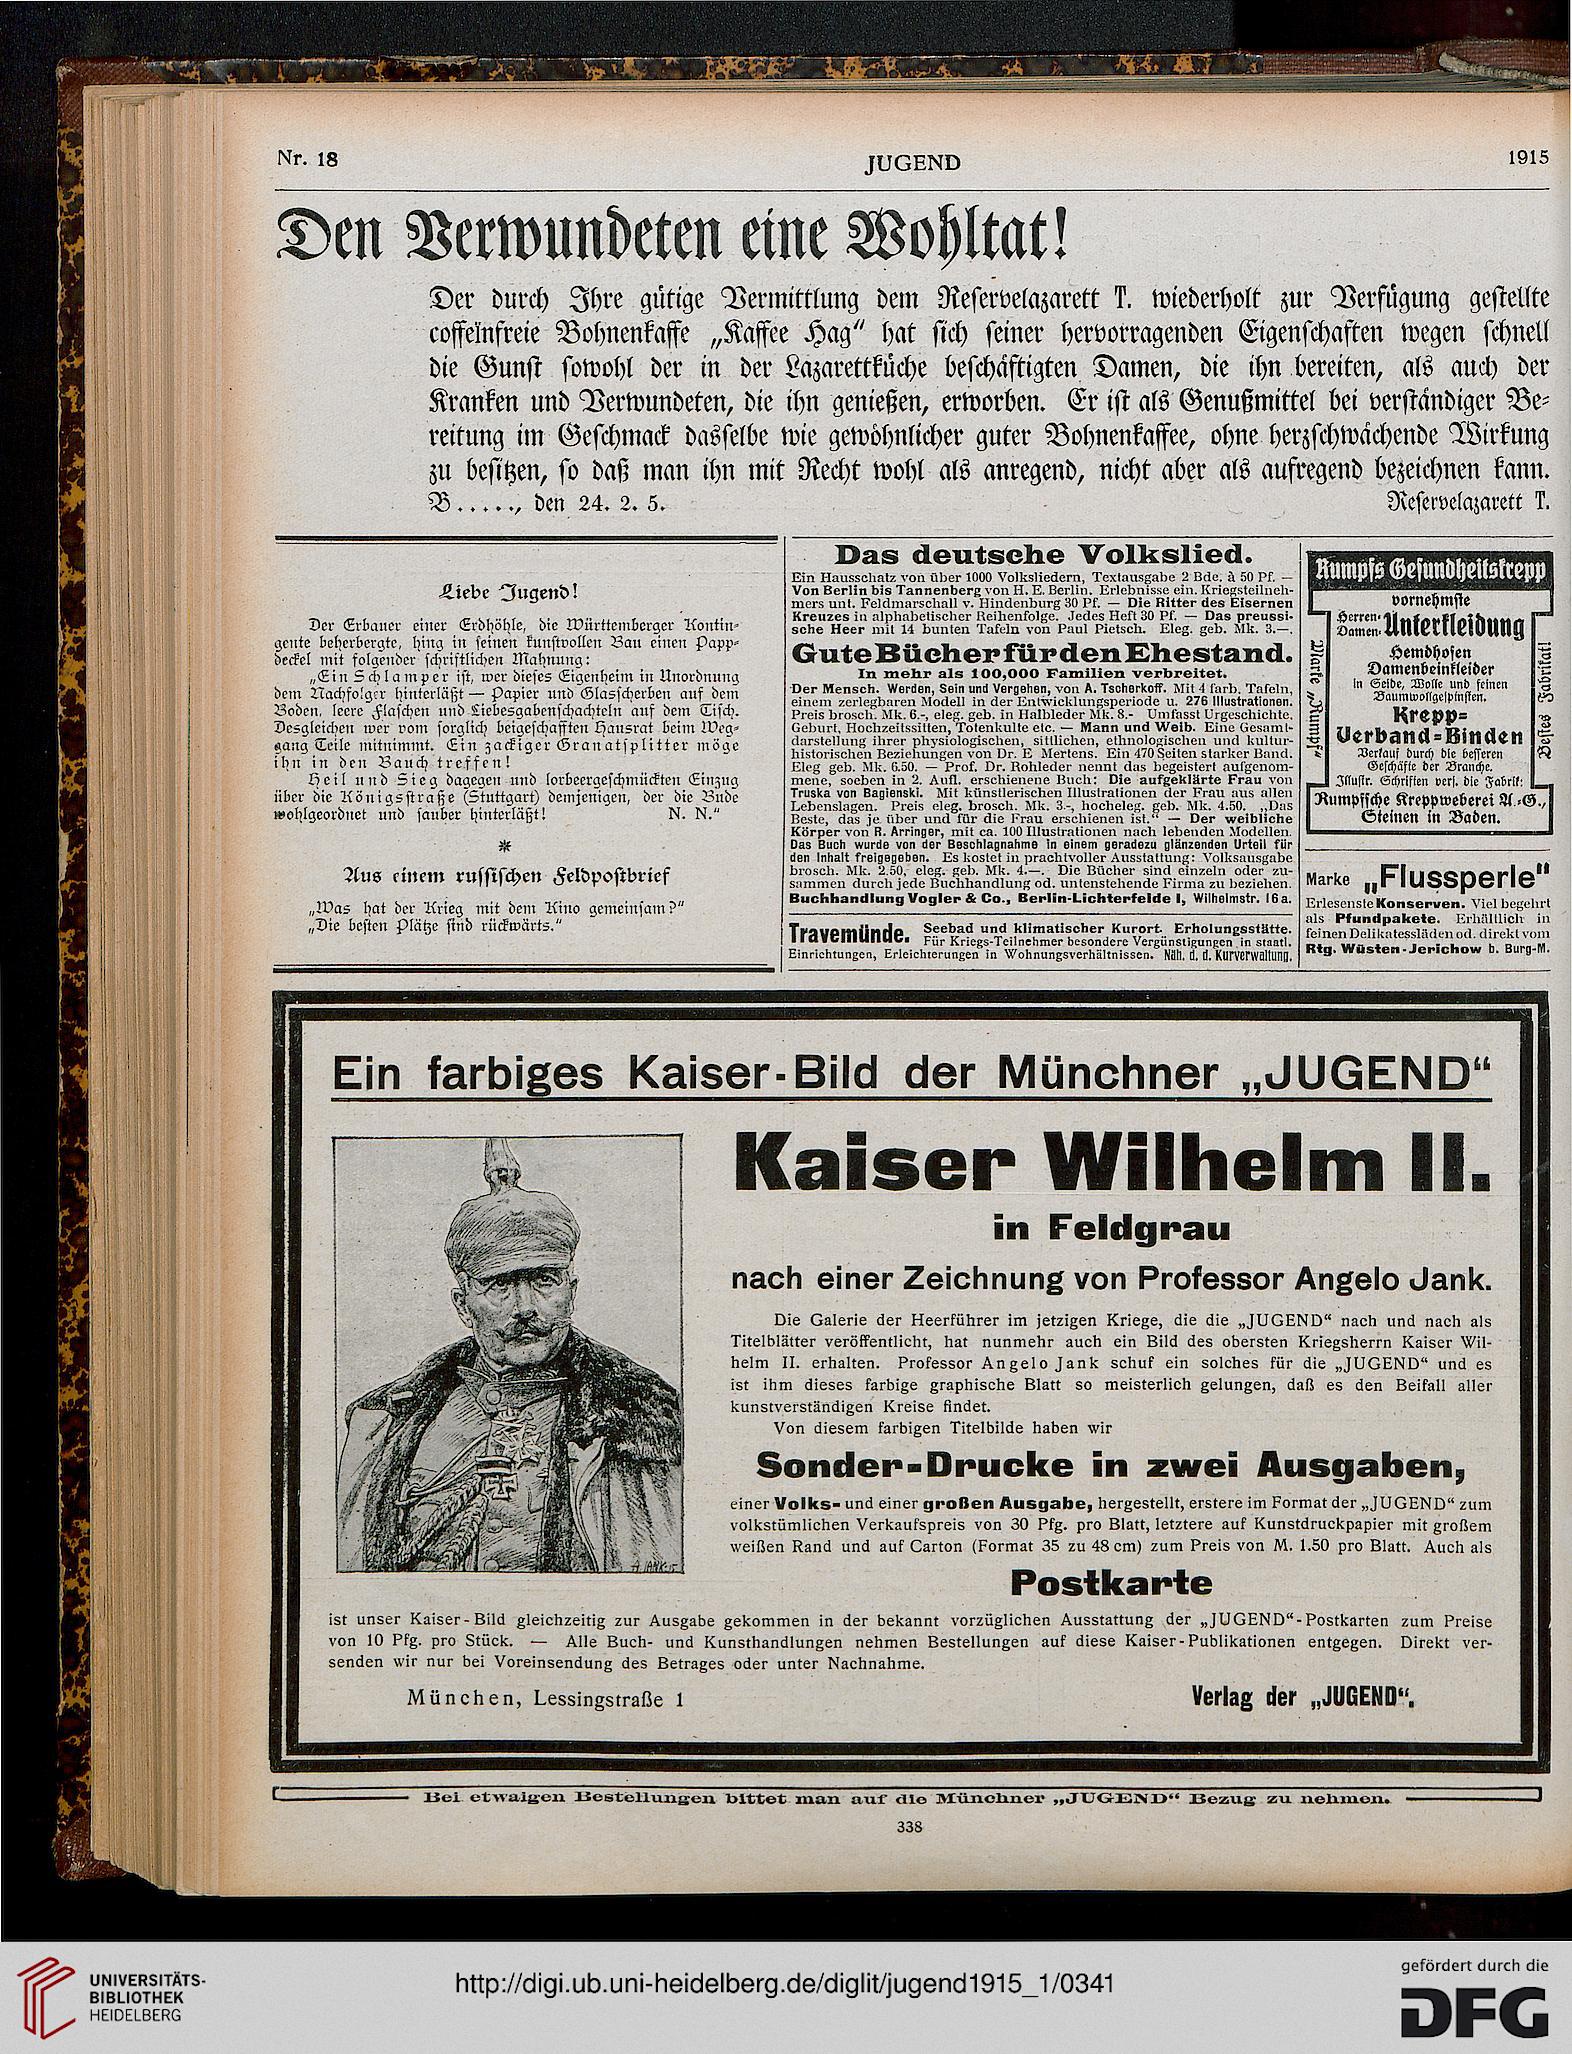 Nr. 18
JUGEND
1915
Den Verwundeten eine Wohltat!
Der durch Ihre gütige Vermittlung dem Reservelazarett T. wiederholt zur Verfügung gestellte
coffeïnfreie Bohnenkaffe „Kaffee Hag“ hat sich seiner hervorragenden Eigenschaften wegen schnell
die Gunst sowohl der in der Lazarettküche beschäftigten Damen, die ihn bereiten, als auch der
Kranken und Verwundeten, die ihn genießen, erworben. Er ist als Genußmittel bei verständiger Be-
reitung im Geschmack dasselbe wie gewöhnlicher guter Bohnenkaffee, ohne herzschwächende Wirkung
zu besitzen, so daß man ihn mit Recht wohl als anregend, nicht aber als aufregend bezeichnen kann.
B....., den 24. 2. 5.
Reservelazarett T.
Liebe Jugend!
Der Erbauer einer Erdhöhle, die Württemberger Kontin-
gente beherbergte, hing in seinen kunstvollen Bau einen Papp-
deckel mit folgender schriftlichen Mahnung:
„Ein Schlamper ist, wer dieses Eigenheim in Unordnung
dem Nachfolger hinterläßt — Papier und Glasscherben auf dem
Boden, leere Flaschen und Liebesgabenschachteln auf dem Tisch.
Desgleichen wer vom sorglich beigeschafften Hausrat beim Weg-
gang Teile mitnimmt. Ein zackiger Granatsplitter möge
ihn in den Bauch treffen!
Heil und Sieg dagegen und lorbeergeschmückten Einzug
über die Königsstraße (Stuttgart) demjenigen, der die Bude
wohlgeordnet und sauber hinterläßt! N. N.“
*
Aus einem russischen Feldpostbrief
„Was hat der Krieg mit dem Kino gemeinsam?“
„Die besten Plätze sind rückwärts.“
Das deutsche Volkslied.
Ein Hausschatz von über 1000 Volksliedern, Textausgabe 2 Bde. à 50 Pf. —
Von Berlin bis Tannenberg von H. E. Berlin. Erlebnisse ein. Kriegsteilneh-
mers unt. Feldmarschall v. Hindenburg 30 Pf. — Die Ritter des Eisernen
Kreuzes in alphabetischer Reihenfolge. Jedes Heft 30 Pf. — Das preussi-
sche Heer mit 14 bunten Tafeln von Paul Pietsch. Eleg. geb. Mk. 3.—.
Gute Bücher für den Ehestand.
In mehr als 100,000 Familien verbreitet.
Der Mensch. Werden, Sein und Vergehen, von A. Tscherkoff. Mit 4 farb. Tafeln,
einem zerlegbaren Modell in der Entwicklungsperiode u. 276 Illustrationen.
Preis brosch. Mk. 6.-, eleg. geb. in Halbleder Mk. 8.- Umfasst Urgeschichte,
Geburt, Hochzeitssitten, Totenkulte etc. — Mann und Weib. Eine Gesamt-
darstellung ihrer physiologischen, sittlichen, ethnologischen und kultur-
historischen Beziehungen von Dr. E. Mertens. Ein 470 Seiten starker Band.
Eleg geb. Mk. 6.50. — Prof. Dr. Rohleder nennt das begeistert aufgenom-
mene, soeben in 2. Aufl. erschienene Buch: Die aufgeklärte Frau von
Truska von Bagienski. Mit künstlerischen Illustrationen der Frau aus allen
Lebenslagen. Preis eleg. brosch. Mk. 3.-, hocheleg. geb. Mk. 4.50. „Das
Beste, das je über und für die Frau erschienen ist.“ — Der weibliche
Körper von R. Arringer, mit ca. 100 Illustrationen nach lebenden Modellen.
Das Buch wurde von der Beschlagnahme in einem geradezu glänzenden Urteil für
den Inhalt freigegeben. Es kostet in prachtvoller Ausstattung: Volksausgabe
brosch. Mk. 2.50, eleg. geb. Mk. 4.—. Die Bücher sind einzeln oder zu-
sammen durch jede Buchhandlung od. untenstehende Firma zu beziehen.
Buchhandlung Vogler & Co., Berlin-Lichterfelde I, Wilhelmstr. 16a.
Travemünde. Seebad und klimatischer Kurort. Erholungsstätte.
Für Kriegs-Teilnehmer besondere Vergünstigungen in staatl.
Einrichtungen, Erleichterungen in Wohnungsverhältnissen. Näh. d. d. Kurverwaltung.
Rumpfs Gesundheitskrepp
vornehmste
Herren-
Damen-
Unterkleidung
Hemdhosen
Damenbeinkleider
in Seide, Wolle und feinen
Baumwollgespinsten.
Krepp-
Verband-Binden
Verkauf durch die besseren
Geschäfte der Branche.
Illustr. Schriften vers. die Fabrik:
Rumpfsche Kreppweberei A.-G.,
Steinen in Baden.
Marke „Rumpf“
Bestes Fabrikat!
Marke „Flussperle“
Erlesenste Konserven. Viel begehrt
als Pfundpakete. Erhältlich in
feinen Delikatessläden od. direkt vom
Rtg. Wüsten-Jerichow b. Burg-M.
Ein farbiges Kaiser-Bild der Münchner „JUGEND“
Kaiser Wilhelm II.
in Feldgrau
nach einer Zeichnung von Professor Angelo Jank.
Die Galerie der Heerführer im jetzigen Kriege, die die „JUGEND“ nach und nach als
Titelblätter veröffentlicht, hat nunmehr auch ein Bild des obersten Kriegsherrn Kaiser Wil-
helm II. erhalten. Professor Angelo Jank schuf ein solches für die „JUGEND“ und es
ist ihm dieses farbige graphische Blatt so meisterlich gelungen, daß es den Beifall aller
kunstverständigen Kreise findet.
Von diesem farbigen Titelbilde haben wir
Sonder-Drucke in zwei Ausgaben,
einer Volks- und einer großen Ausgabe, hergestellt, erstere im Format der „JUGEND“ zum
volkstümlichen Verkaufspreis von 30 Pfg. pro Blatt, letztere auf Kunstdruckpapier mit großem
weißen Rand und auf Carton (Format 35 zu 48 cm) zum Preis von M. 1.50 pro Blatt. Auch als
Postkarte
ist unser Kaiser-Bild gleichzeitig zur Ausgabe gekommen in der bekannt vorzüglichen Ausstattung der „JUGEND“-Postkarten zum Preise
von 10 Pfg. pro Stück. — Alle Buch- und Kunsthandlungen nehmen Bestellungen auf diese Kaiser-Publikationen entgegen. Direkt ver-
senden wir nur bei Voreinsendung des Betrages oder unter Nachnahme.
München, Lessingstraße 1
Verlag der „JUGEND“.
A JANK 15
Bei etwaigen Bestellungen bittet man auf die Münchner „JUGEND“ Bezug zu nehmen.
338
UNIVERSITÄTS-
BIBLIOTHEK
HEIDELBERG
http://digi.ub.uni-heidelberg.de/diglit/jugend1915_1/0341
gefördert durch die
DFG